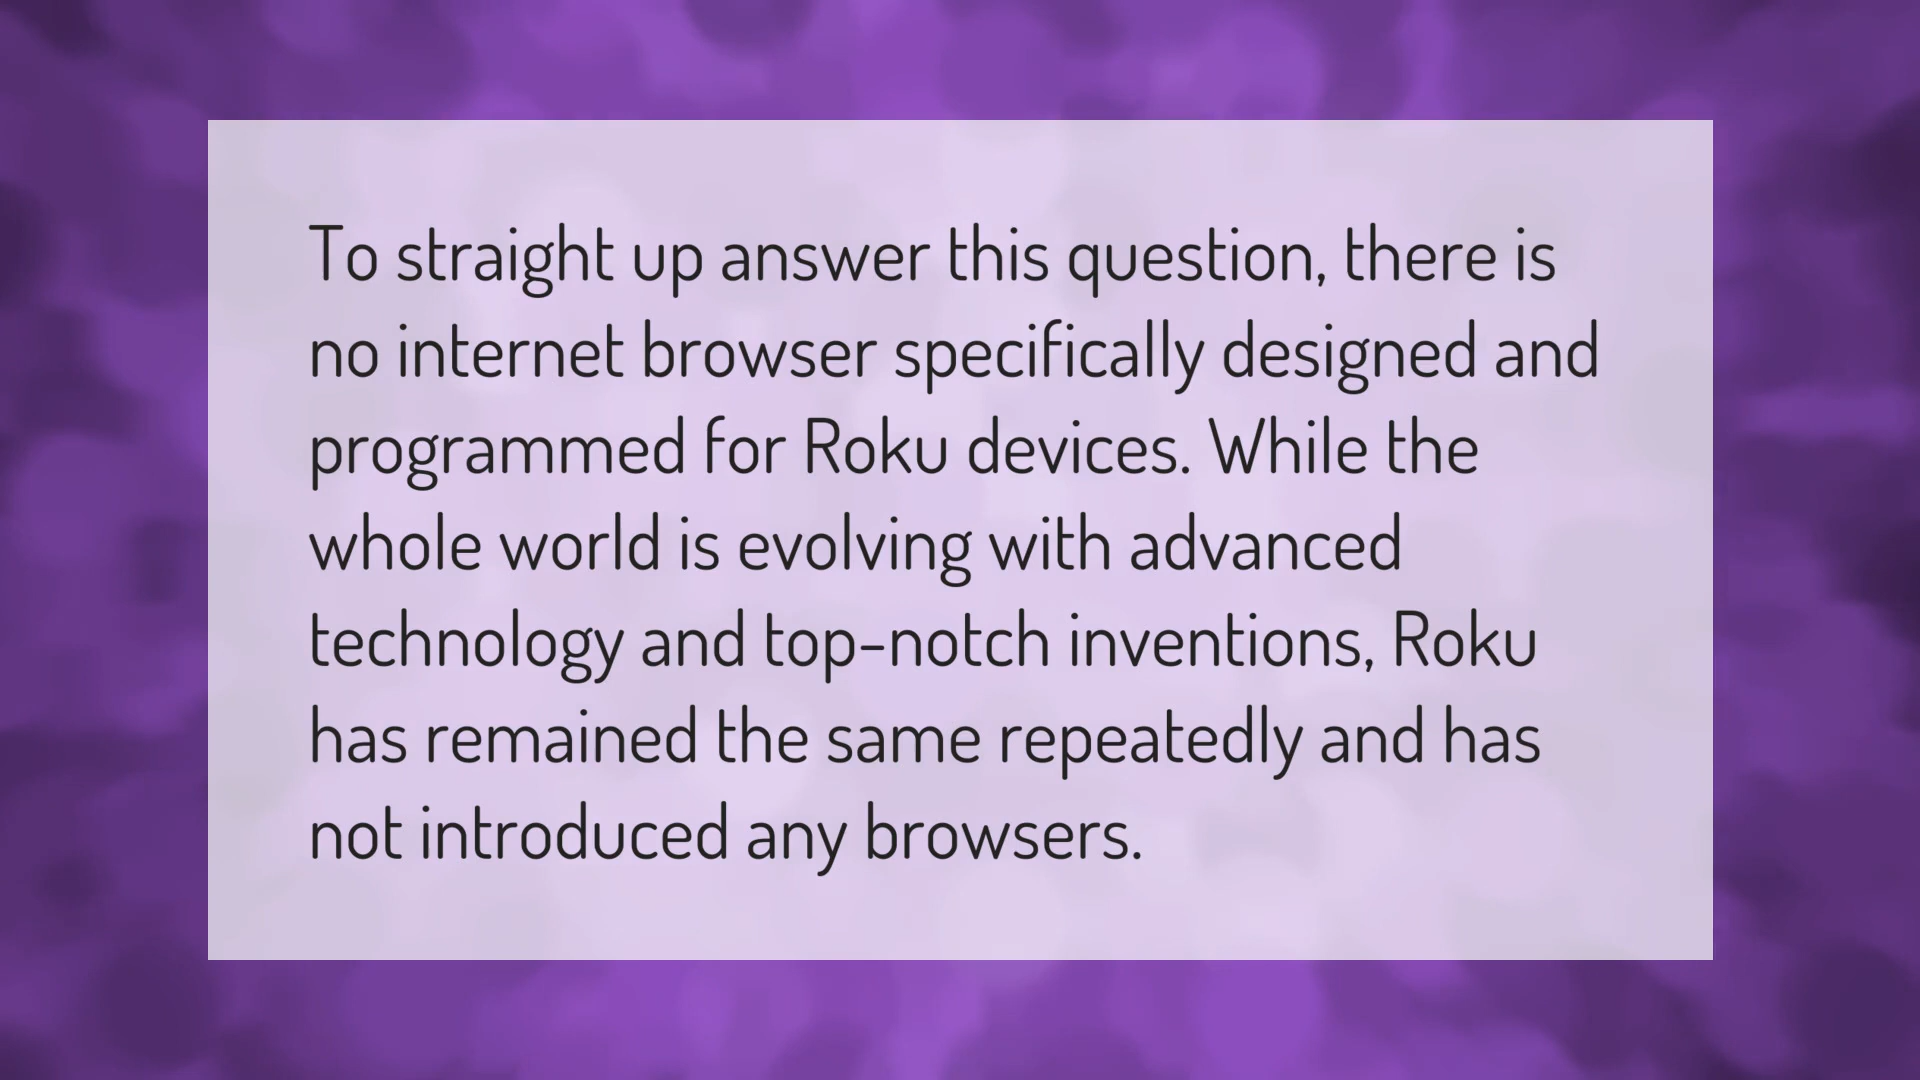 To straight up answer this question, there is
no internet browser specifically designed and
programmed for Roku devices. While the
whole world is evolving with advanced
technology and top-notch inventions, Roku
has remained the same repeatedly and has
not introduced any browsers.